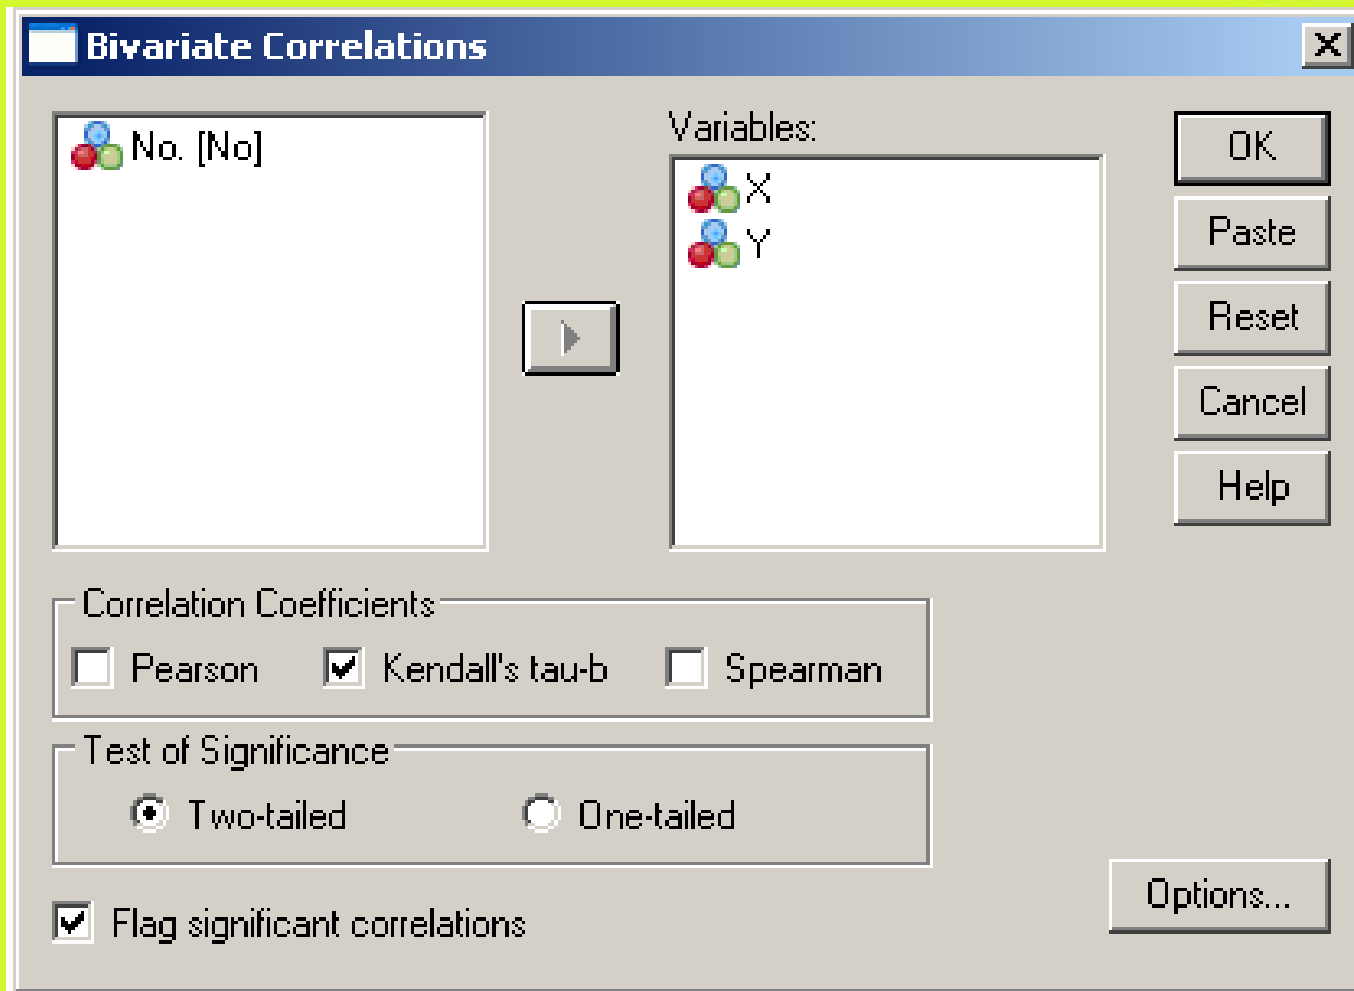 Bivariate Correlations
No. [No]
Variables:
X
Y
OK
Paste
Reset
Cancel
Help
Correlation Coefficients
Pearson Kendall's tau-b Spearman
Test of Significance
Two-tailed One-tailed
Flag significant correlations
Options...